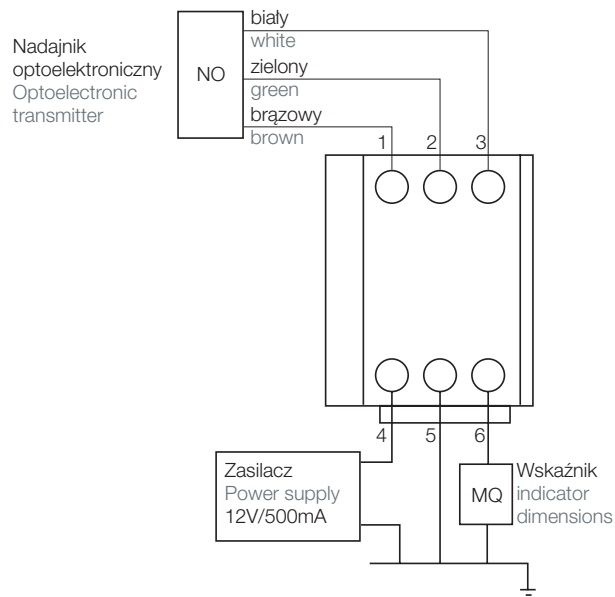 biały
white
Nadajnik
optoelektroniczny
Optoelectronic
transmitter
NO
zielony
green
brązowy
brown
1 2 3
4 5 6
Zasilacz
Power supply
12V/500mA
MQ
Wskaźnik
indicator
dimensions